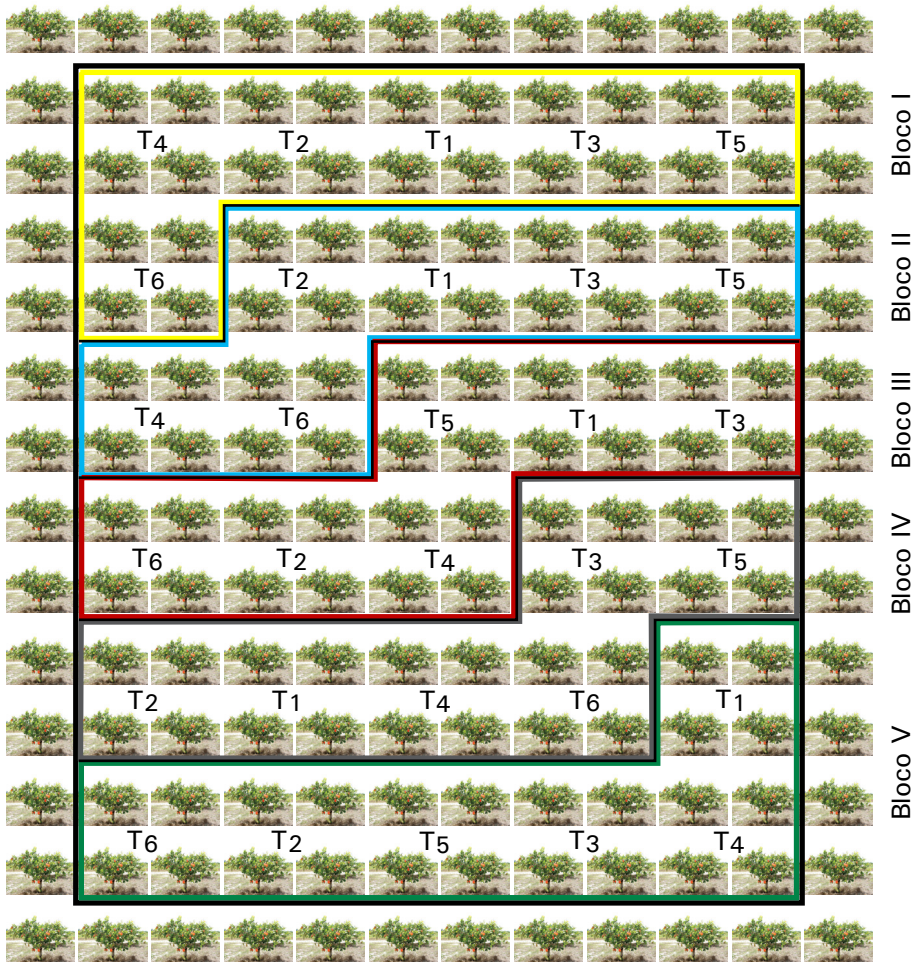 T4 T2 T1 T3 T5
Bloco I
T6 T2 T1 T3 T5
Bloco II
T4 T6 T5 T1 T3
Bloco III
T6 T2 T4 T3 T5
Bloco IV
T2 T1 T4 T6 T1
Bloco V
T6 T2 T5 T3 T4